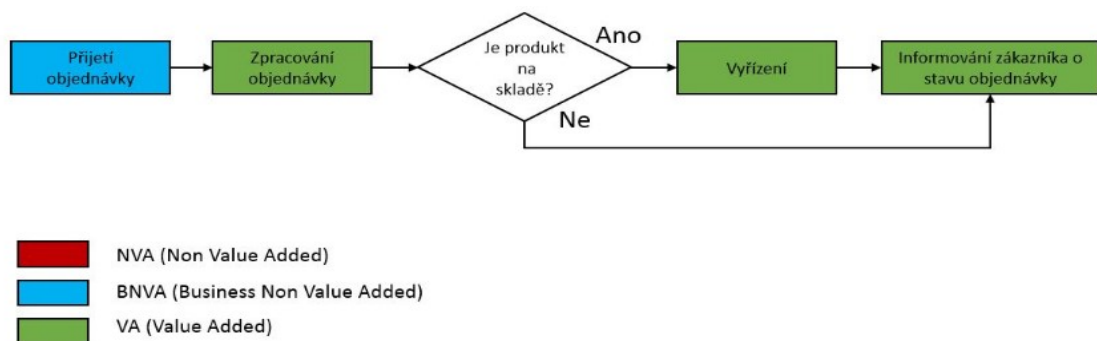 Přijetí
objednávky
Zpracování
objednávky
Je produkt
na
skladě?
Ano
Ne
Vyřízení
Informování zákazníka o
stavu objednávky
NVA (Non Value Added)
BNVA (Business Non Value Added)
VA (Value Added)